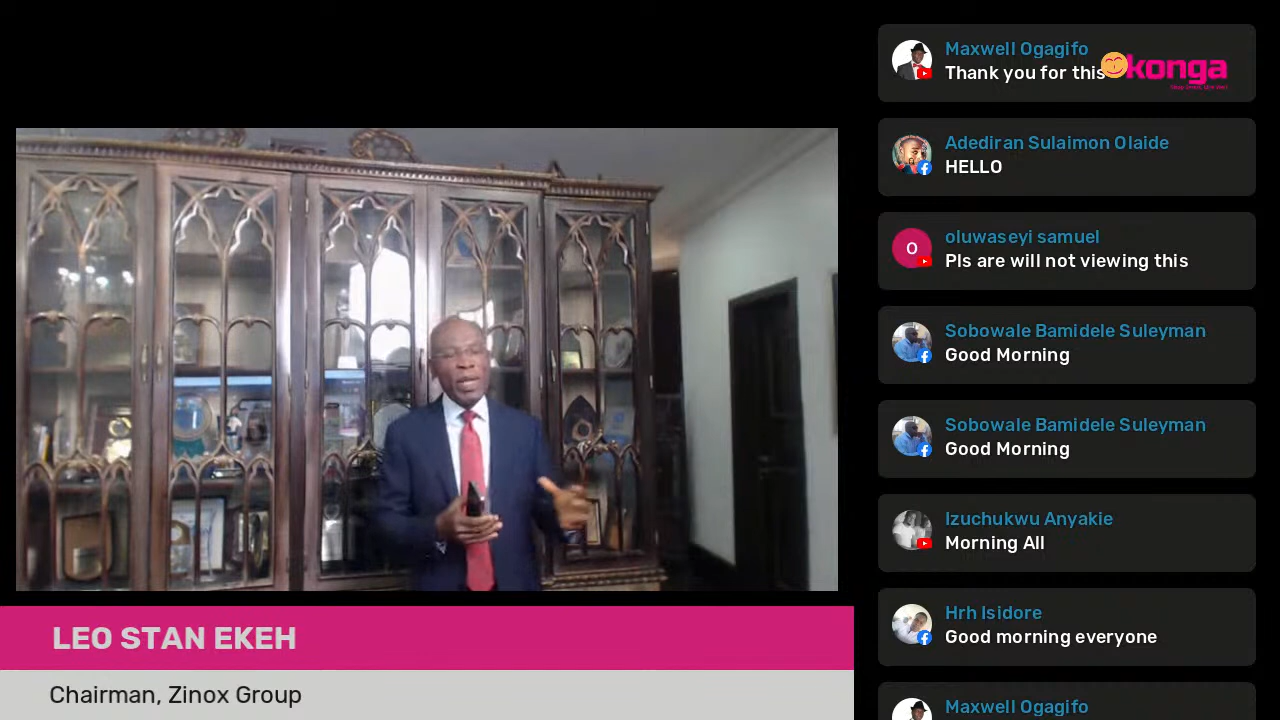 LEO STAN EKEH
Chairman, Zinox Group
Maxwell Ogagifo
Thank you for this
konga
Adediran Sulaimon Olaide
HELLO
O
oluwaseyi samuel
Pls are will not viewing this
Sobowale Bamidele Suleyman
Good Morning
Sobowale Bamidele Suleyman
Good Morning
Izuchukwu Anyakie
Morning All
Hrh Isidore
Good morning everyone
Maxwell Ogagifo